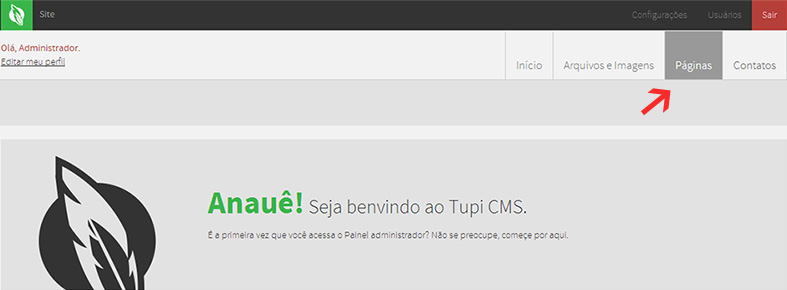 Site
Configurações
Usuários
Sair
Olá, Administrador.
Editar meu perfil
Início
Arquivos e Imagens
Páginas
Contatos
Anauê! Seja benvindo ao Tupi CMS.
É a primeira vez que você acessa o Painel administrador? Não se preocupe, começe por aqui.